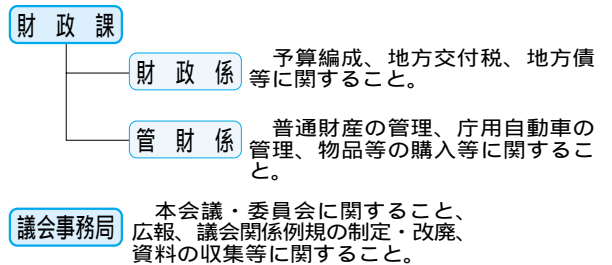 財政課
財政係
予算編成、地方交付税、地方債
等に関すること。
管財係
普通財産の管理、庁用自動車の
管理、物品等の購入等に関するこ
と。
議会事務局
本会議・委員会に関すること、
広報、議会関係例規の制定・改廃、
資料の収集等に関すること。